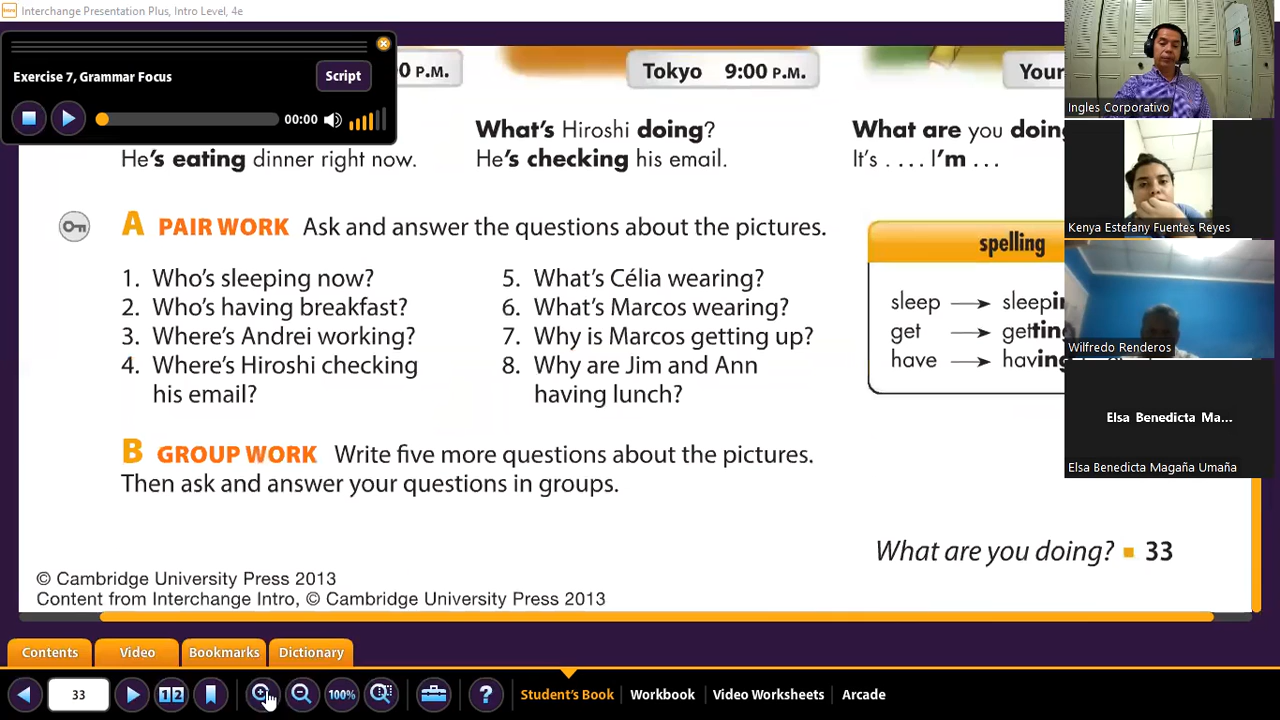 Interchange Presentation Plus, Intro Level, 4e
Exercise 7, Grammar Focus
Script
00:00
0 P.M.
Tokyo 9:00 P.M.
Your
He's eating dinner right now.
What's Hiroshi doing?
He's checking his email.
What are you doing
It's . . . . I'm . . .
A PAIR WORK Ask and answer the questions about the pictures.
1. Who's sleeping now?
2. Who's having breakfast?
3. Where's Andrei working?
4. Where's Hiroshi checking
his email?
5. What's Célia wearing?
6. What's Marcos wearing?
7. Why is Marcos getting up?
8. Why are Jim and Ann
having lunch?
spelling
sleep → sleepin
get → getting
have → having
B GROUP WORK Write five more questions about the pictures.
Then ask and answer your questions in groups.
What are you doing? ■ 33
© Cambridge University Press 2013
Content from Interchange Intro, © Cambridge University Press 2013
Ingles Corporativo
Kenya Estefany Fuentes Reyes
Wilfredo Renderos
Elsa Benedicta Ma...
Elsa Benedicta Magaña Umaña
Contents Video Bookmarks Dictionary
33 1 2 100% ? Student's Book Workbook Video Worksheets Arcade